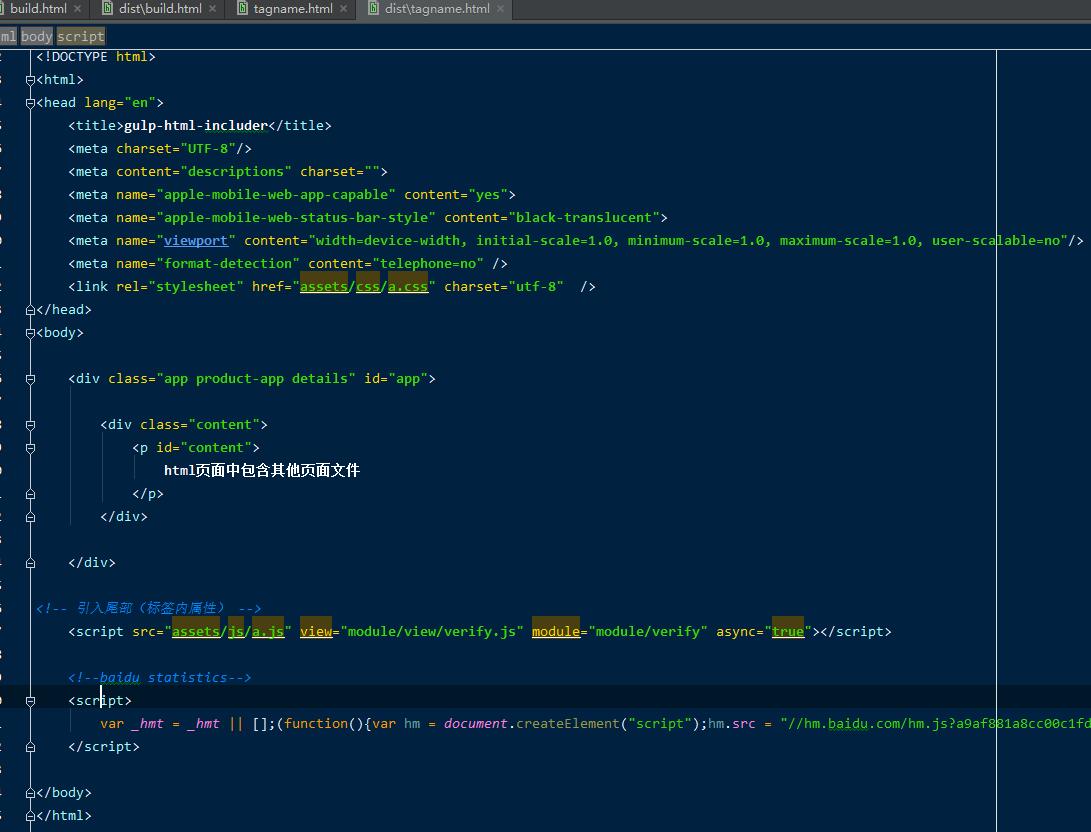 build.html × dist\build.html × tagname.html × dist\tagname.html ×
ml body script
<!DOCTYPE html>
<html>
<head lang="en">
<title>gulp-html-includer</title>
<meta charset="UTF-8"/>
<meta content="descriptions" charset="">
<meta name="apple-mobile-web-app-capable" content="yes">
<meta name="apple-mobile-web-status-bar-style" content="black-translucent">
<meta name="viewport" content="width=device-width, initial-scale=1.0, minimum-scale=1.0, maximum-scale=1.0, user-scalable=no"/>
<meta name="format-detection" content="telephone=no" />
<link rel="stylesheet" href="assets/css/a.css" charset="utf-8"  />
</head>
<body>
<div class="app product-app details" id="app">
<div class="content">
<p id="content">
html页面中包含其他页面文件
</p>
</div>
</div>
<!-- 引入尾部（标签内属性） -->
<script src="assets/js/a.js" view="module/view/verify.js" module="module/verify" async="true"></script>
<!--baidu statistics-->
<script>
var _hmt = _hmt || [];(function(){var hm = document.createElement("script");hm.src = "//hm.baidu.com/hm.js?a9af881a8cc00c1fd
</script>
</body>
</html>